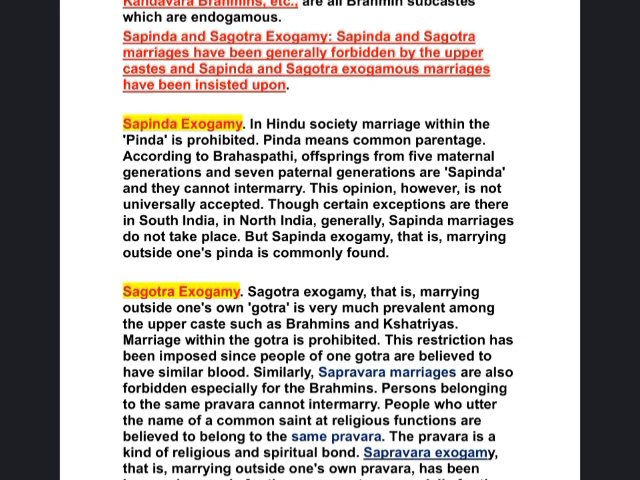 Kandavara Brahmins, etc., are all Brahmin subcastes
which are endogamous.
Sapinda and Sagotra Exogamy: Sapinda and Sagotra
marriages have been generally forbidden by the upper
castes and Sapinda and Sagotra exogamous marriages
have been insisted upon.
Sapinda Exogamy. In Hindu society marriage within the
'Pinda' is prohibited. Pinda means common parentage.
According to Brahaspathi, offsprings from five maternal
generations and seven paternal generations are 'Sapinda'
and they cannot intermarry. This opinion, however, is not
universally accepted. Though certain exceptions are there
in South India, in North India, generally, Sapinda marriages
do not take place. But Sapinda exogamy, that is, marrying
outside one's pinda is commonly found.
Sagotra Exogamy. Sagotra exogamy, that is, marrying
outside one's own 'gotra' is very much prevalent among
the upper caste such as Brahmins and Kshatriyas.
Marriage within the gotra is prohibited. This restriction has
been imposed since people of one gotra are believed to
have similar blood. Similarly, Sapravara marriages are also
forbidden especially for the Brahmins. Persons belonging
to the same pravara cannot intermarry. People who utter
the name of a common saint at religious functions are
believed to belong to the same pravara. The pravara is a
kind of religious and spiritual bond. Sapravara exogamy,
that is, marrying outside one's own pravara, has been